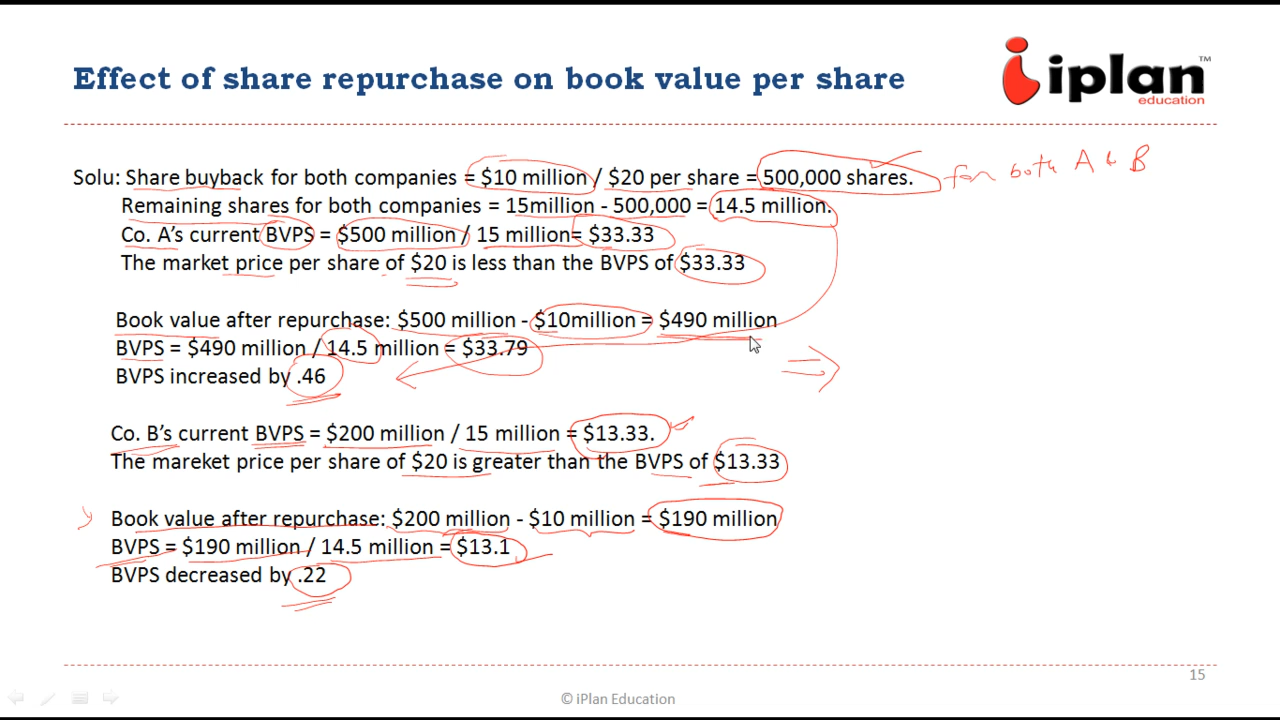 Effect of share repurchase on book value per share
iplan™
education
Solu: Share buyback for both companies = $10 million / $20 per share = 500,000 shares. for both A & B
Remaining shares for both companies = 15million - 500,000 = 14.5 million.
Co. A's current BVPS = $500 million / 15 million= $33.33
The market price per share of $20 is less than the BVPS of $33.33
Book value after repurchase: $500 million - $10million = $490 million
BVPS = $490 million / 14.5 million = $33.79
BVPS increased by .46
Co. B's current BVPS = $200 million / 15 million = $13.33.
The mareket price per share of $20 is greater than the BVPS of $13.33
Book value after repurchase: $200 million - $10 million = $190 million
BVPS = $190 million / 14.5 million = $13.1
BVPS decreased by .22
15
© iPlan Education